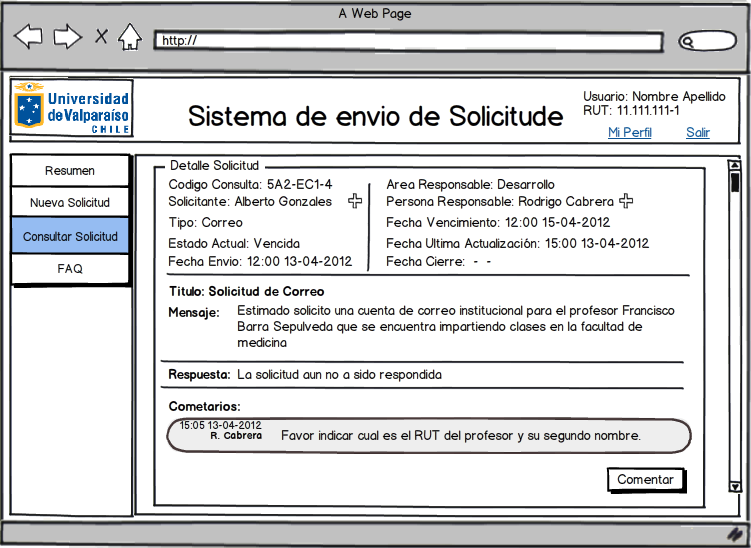 A Web Page
http://
Universidad
de Valparaíso
CHILE
Sistema de envio de Solicitude
Usuario: Nombre Apellido
RUT: 11.111.111-1
Mi Perfil Salir
Resumen
Nueva Solicitud
Consultar Solicitud
FAQ
Detalle Solicitud
Codigo Consulta: 5A2-EC1-4
Solicitante: Alberto Gonzales
Tipo: Correo
Estado Actual: Vencida
Fecha Envio: 12:00 13-04-2012
Area Responsable: Desarrollo
Persona Responsable: Rodrigo Cabrera
Fecha Vencimiento: 12:00 15-04-2012
Fecha Ultima Actualización: 15:00 13-04-2012
Fecha Cierre: - -
Titulo: Solicitud de Correo
Mensaje: Estimado solicito una cuenta de correo institucional para el profesor Francisco
Barra Sepulveda que se encuentra impartiendo clases en la facultad de
medicina
Respuesta: La solicitud aun no a sido respondida
Cometarios:
15:05 13-04-2012
R. Cabrera
Favor indicar cual es el RUT del profesor y su segundo nombre.
Comentar